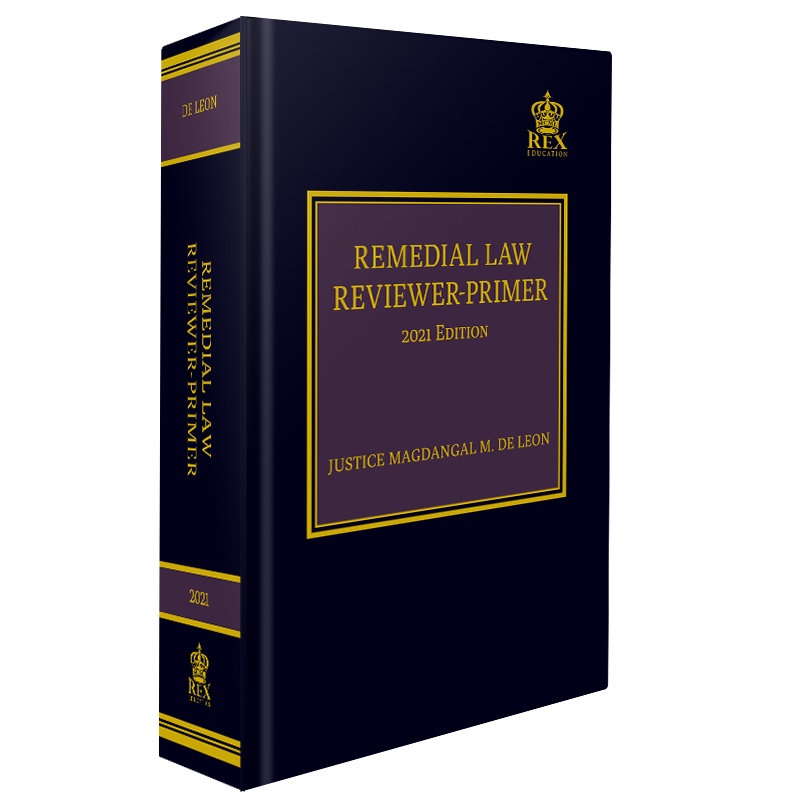 DE LEON
REMEDIAL LAW
REVIEWER-PRIMER
2021
REX
EDUCATION
REX
EDUCATION
REMEDIAL LAW
REVIEWER-PRIMER
2021 EDITION
JUSTICE MAGDANGAL M. DE LEON